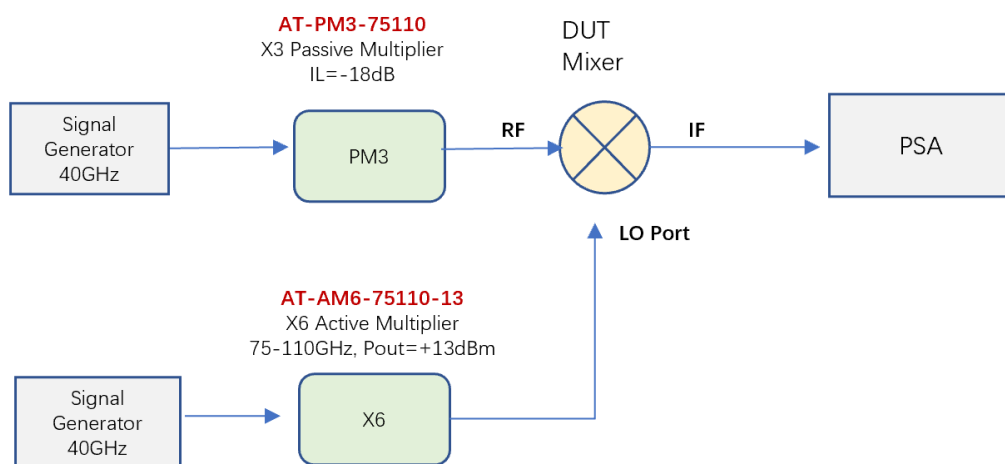 AT-PM3-75110
X3 Passive Multiplier
IL=-18dB
DUT
Mixer
Signal
Generator
40GHz
PM3
RF
IF
PSA
LO Port
AT-AM6-75110-13
X6 Active Multiplier
75-110GHz, Pout=+13dBm
Signal
Generator
40GHz
X6